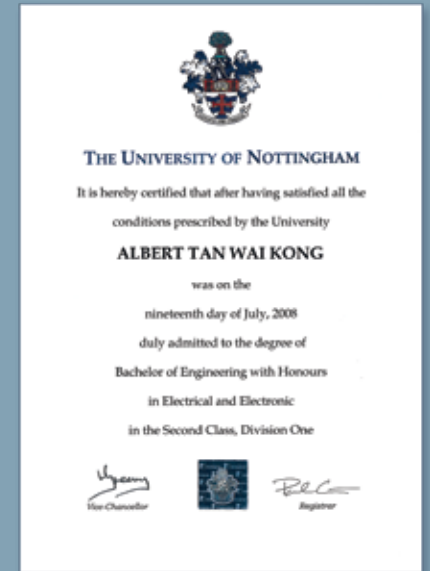 THE UNIVERSITY OF NOTTINGHAM
It is hereby certified that after having satisfied all the
conditions prescribed by the University
ALBERT TAN WAI KONG
was on the
nineteenth day of July, 2008
duly admitted to the degree of
Bachelor of Engineering with Honours
in Electrical and Electronic
in the Second Class, Division One
Vice-Chancellor
Registrar